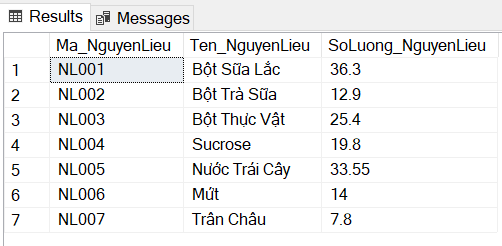 Results Messages
Ma_NguyenLieu Ten_NguyenLieu SoLuong_NguyenLieu
1 NL001 Bột Sữa Lắc 36.3
2 NL002 Bột Trà Sữa 12.9
3 NL003 Bột Thực Vật 25.4
4 NL004 Sucrose 19.8
5 NL005 Nước Trái Cây 33.55
6 NL006 Mứt 14
7 NL007 Trân Châu 7.8